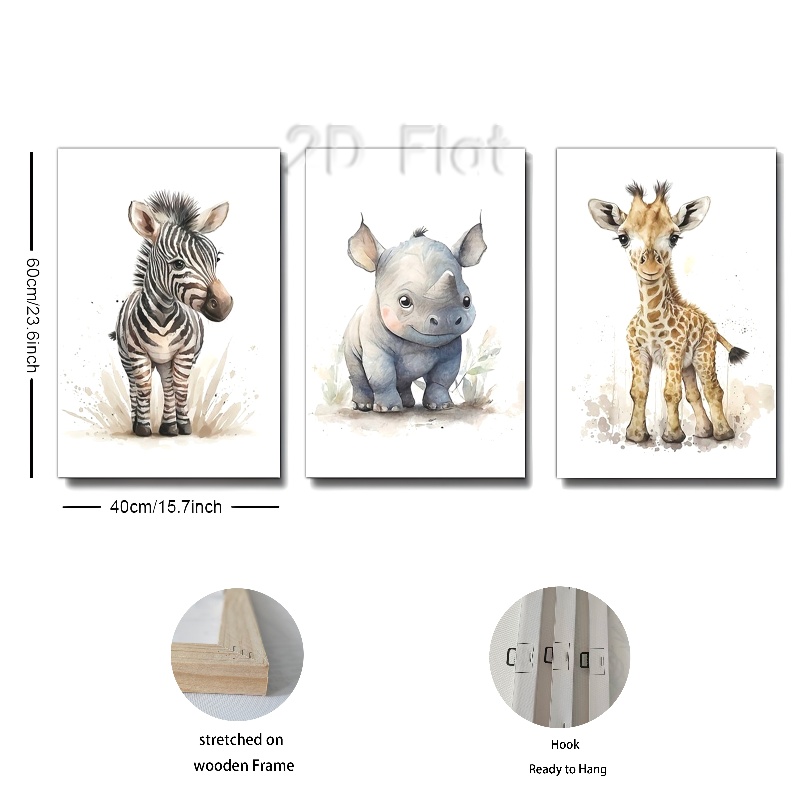 2D Flat
60cm/23.6inch
40cm/15.7inch
stretched on
wooden Frame
Hook
Ready to Hang